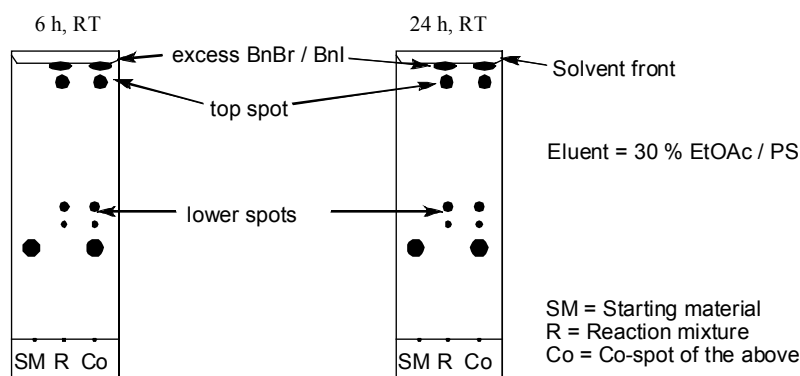 6 h, RT
24 h, RT
excess BnBr / BnI
Solvent front
top spot
Eluent = 30 % EtOAc / PS
lower spots
SM = Starting material
R = Reaction mixture
Co = Co-spot of the above
SM R Co
SM R Co